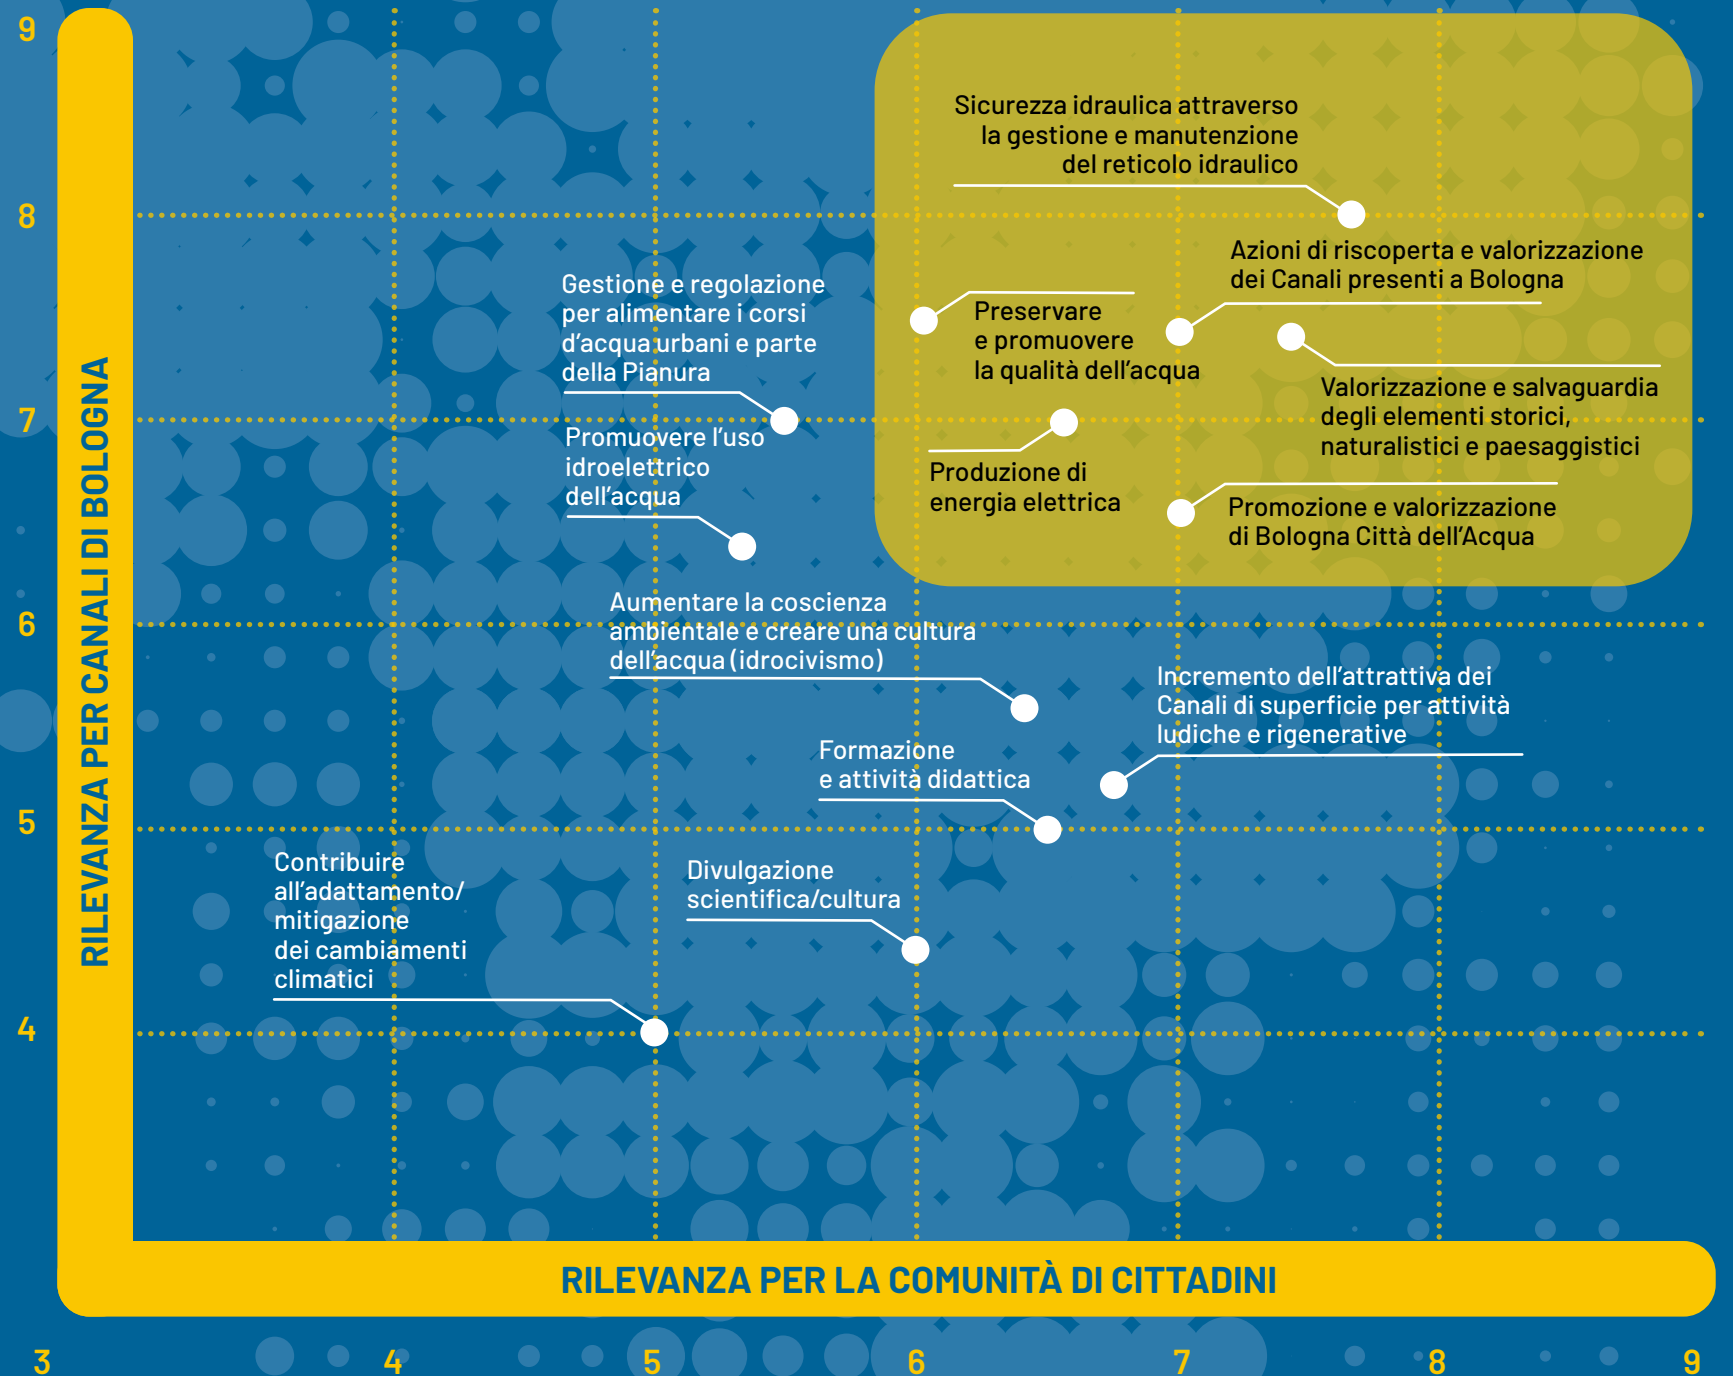 9
8
7
6
5
4
RILEVANZA PER CANALI DI BOLOGNA
Sicurezza idraulica attraverso
la gestione e manutenzione
del reticolo idraulico
Azioni di riscoperta e valorizzazione
dei Canali presenti a Bologna
Gestione e regolazione
per alimentare i corsi
d'acqua urbani e parte
della Pianura
Preservare
e promuovere
la qualità dell'acqua
Valorizzazione e salvaguardia
degli elementi storici,
naturalistici e paesaggistici
Promuovere l'uso
idroelettrico
dell'acqua
Produzione di
energia elettrica
Promozione e valorizzazione
di Bologna Città dell'Acqua
Aumentare la coscienza
ambientale e creare una cultura
dell'acqua (idrocivismo)
Incremento dell'attrattiva dei
Canali di superficie per attività
ludiche e rigenerative
Formazione
e attività didattica
Contribuire
all'adattamento/
mitigazione
dei cambiamenti
climatici
Divulgazione
scientifica/cultura
RILEVANZA PER LA COMUNITÀ DI CITTADINI
3 4 5 6 7 8 9